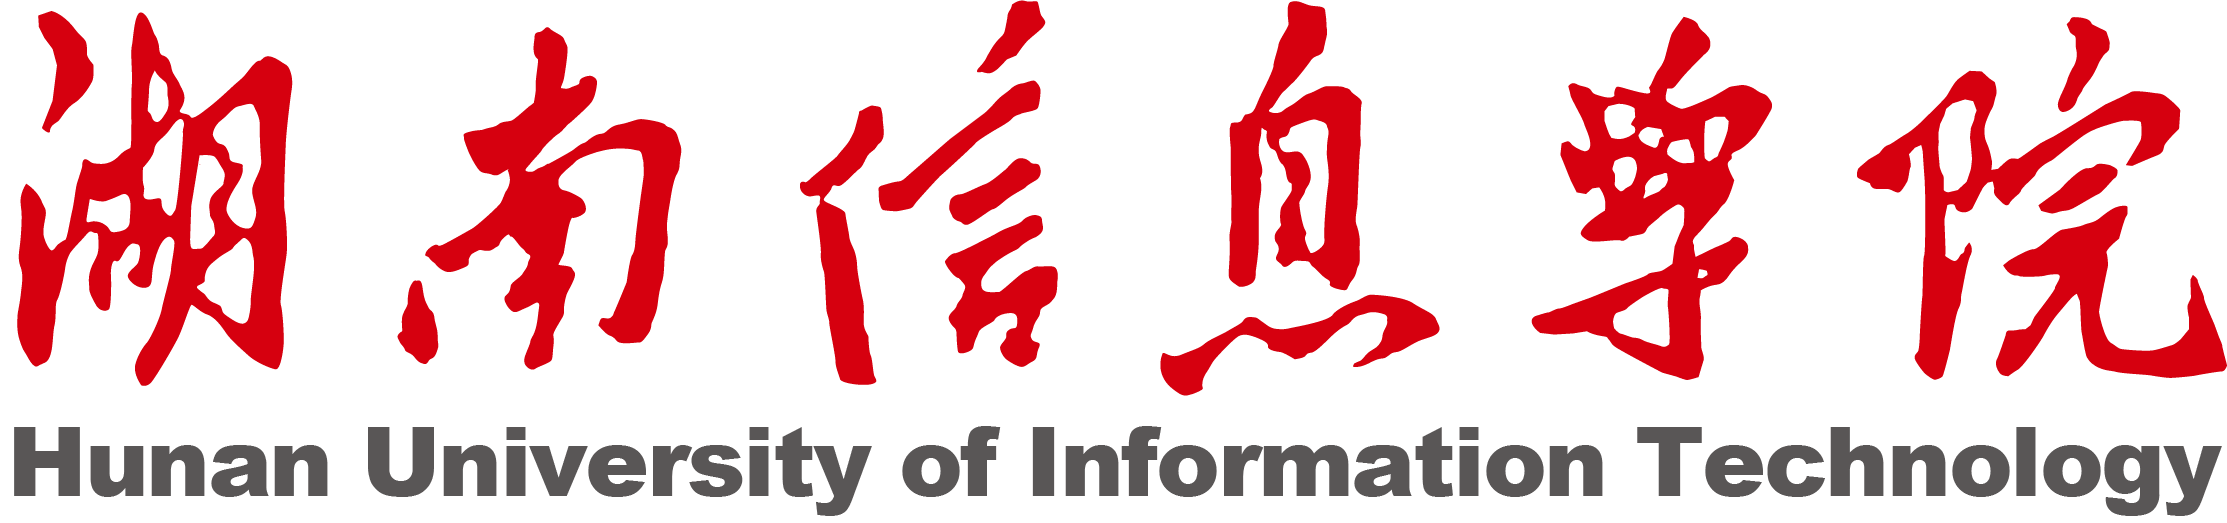 湖南信息學院
Hunan University of Information Technology